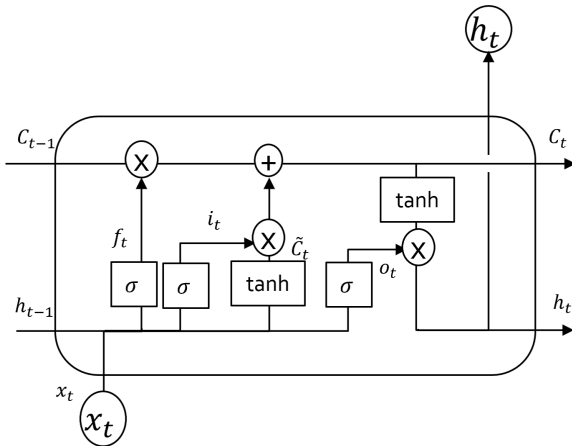 h_t
C_{t-1}
C_t
X
+
tanh
i_t
f_t
X
C̃_t
X
σ
σ
tanh
σ
o_t
h_{t-1}
h_t
x_t
x_t